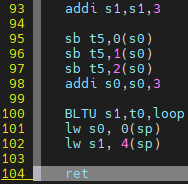 93 addi s1,s1,3
94
95 sb t5,0(s0)
96 sb t5,1(s0)
97 sb t5,2(s0)
98 addi s0,s0,3
99
100 BLTU s1,t0,loop
101 lw s0, 0(sp)
102 lw s1, 4(sp)
103
104 ret